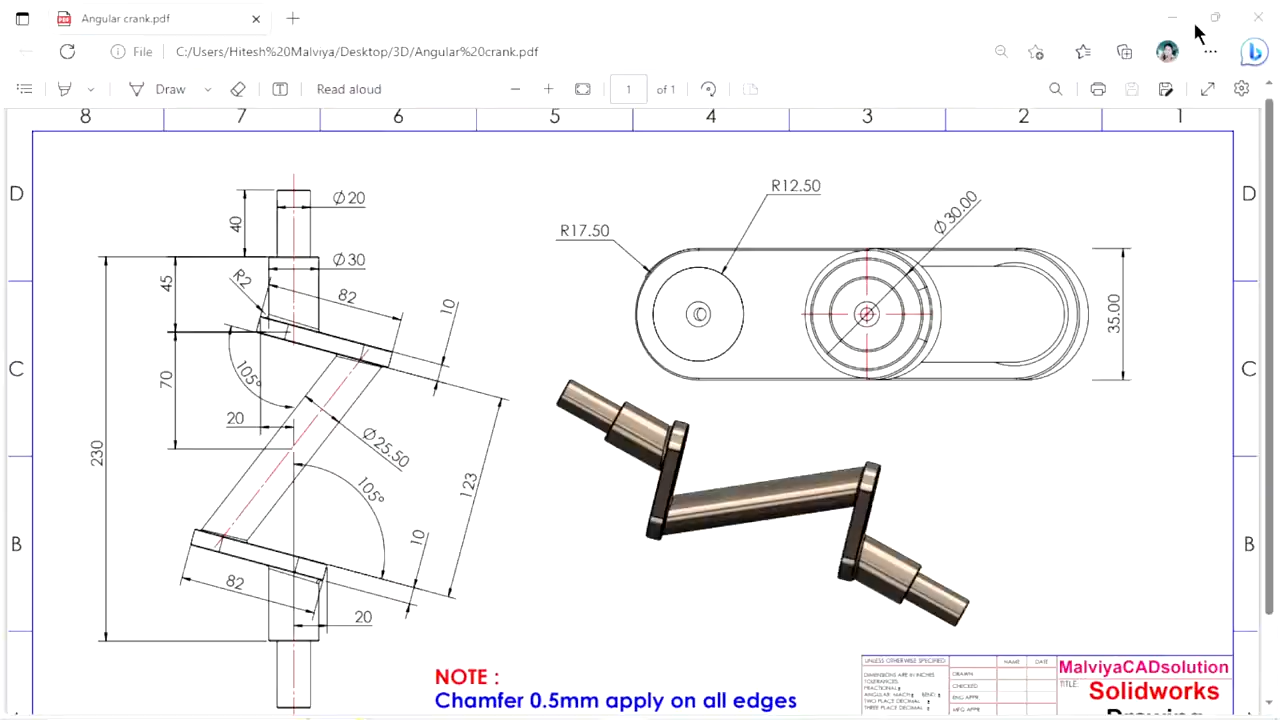 Angular crank.pdf
File
C:/Users/Hitesh%20Malviya/Desktop/3D/Angular%20crank.pdf
Draw
Read aloud
1
of 1
8 7 6 5 4 3 2 1
D
D
C
C
B
B
40
Ø20
Ø30
45
R2
82
10
70
105°
20
Ø25.50
230
105°
123
10
82
20
R12.50
R17.50
Ø30.00
35.00
NOTE :
Chamfer 0.5mm apply on all edges
UNLESS OTHERWISE SPECIFIED
DIMENSIONS ARE IN INCHES
TOLERANCES:
FRACTIONAL±
ANGULAR: MACH± BEND±
TWO PLACE DECIMAL ±
THREE PLACE DECIMAL ±
NAME
DATE
DRAWN
CHECKED
ENG APPR
MFG APPR
MalviyaCADsolution
TITLE:
Solidworks
Drawing